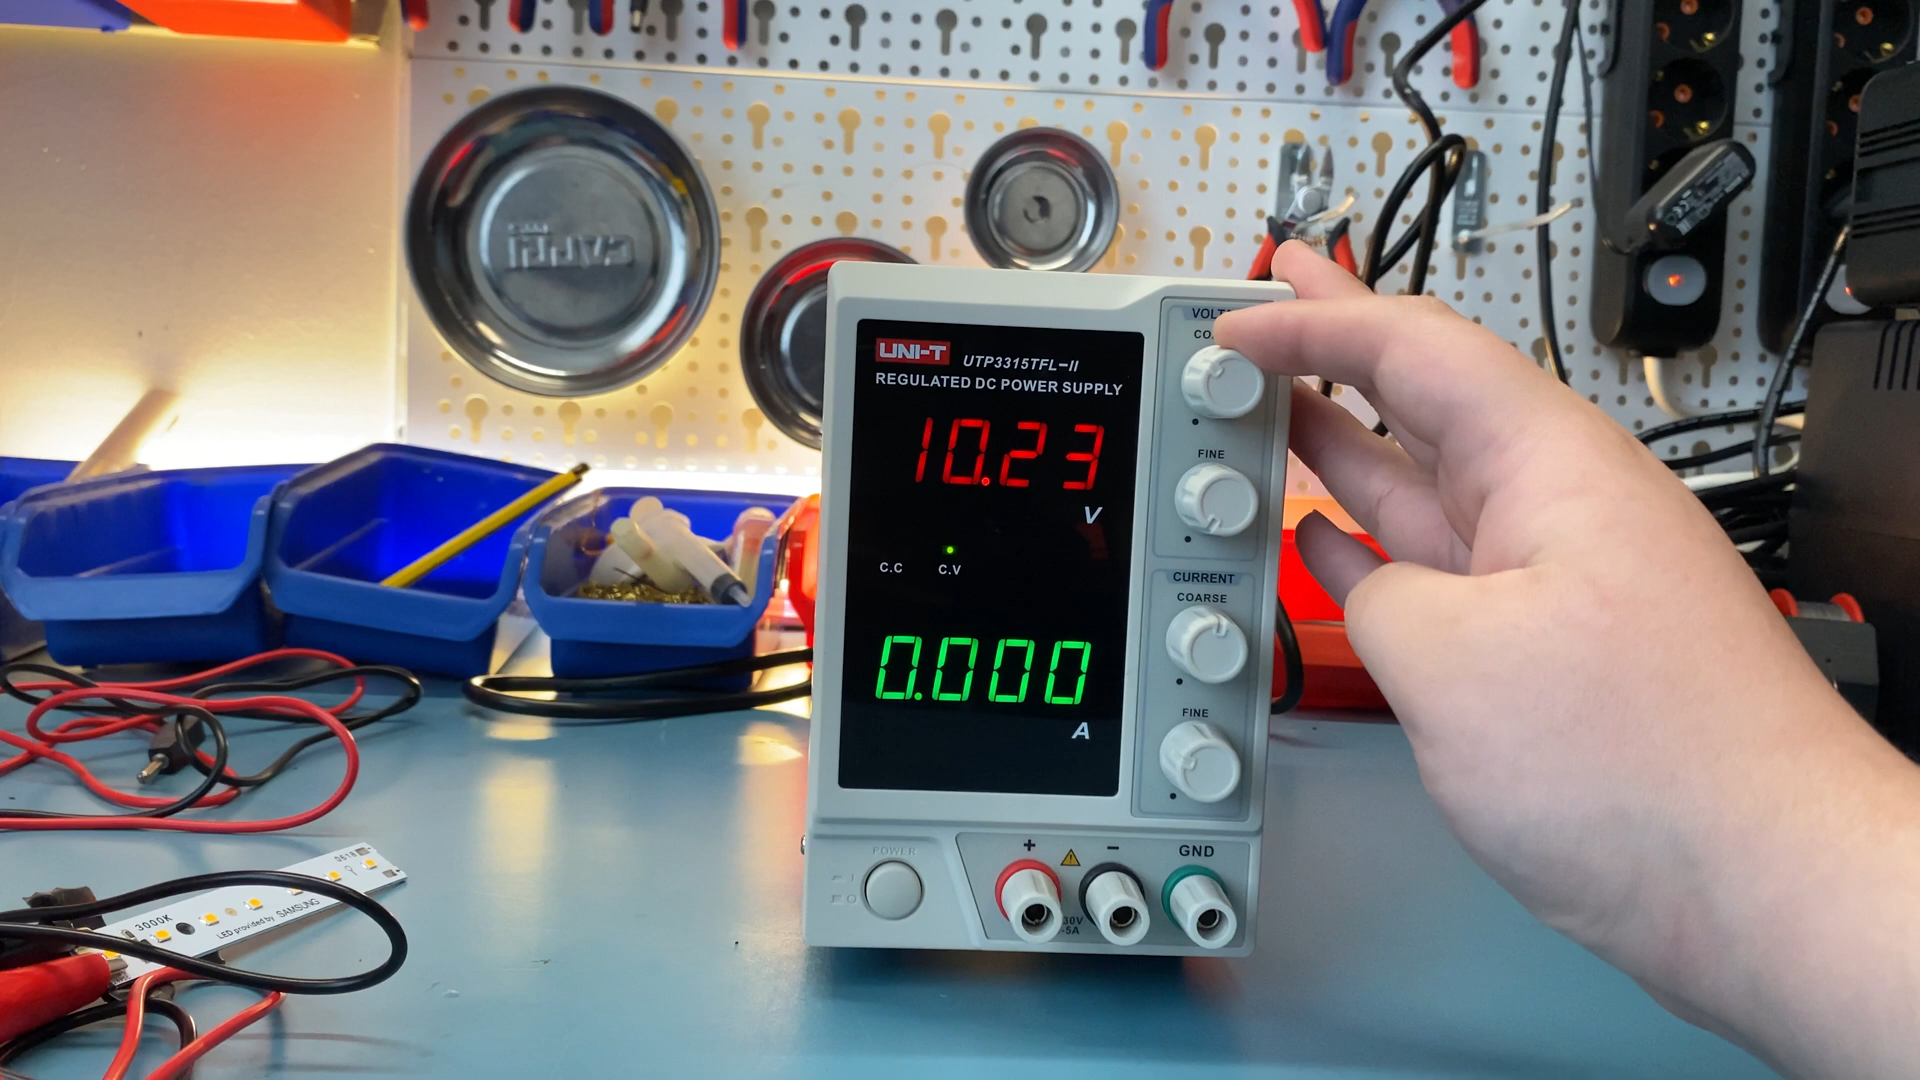 UNI-T
UTP3315TFL-II
REGULATED DC POWER SUPPLY
10.23
V
C.C
C.V
0.000
A
FINE
CURRENT
COARSE
FINE
POWER
I
O
+
-
GND
30V
-5A
3000K
LED provided by SAMSUNG